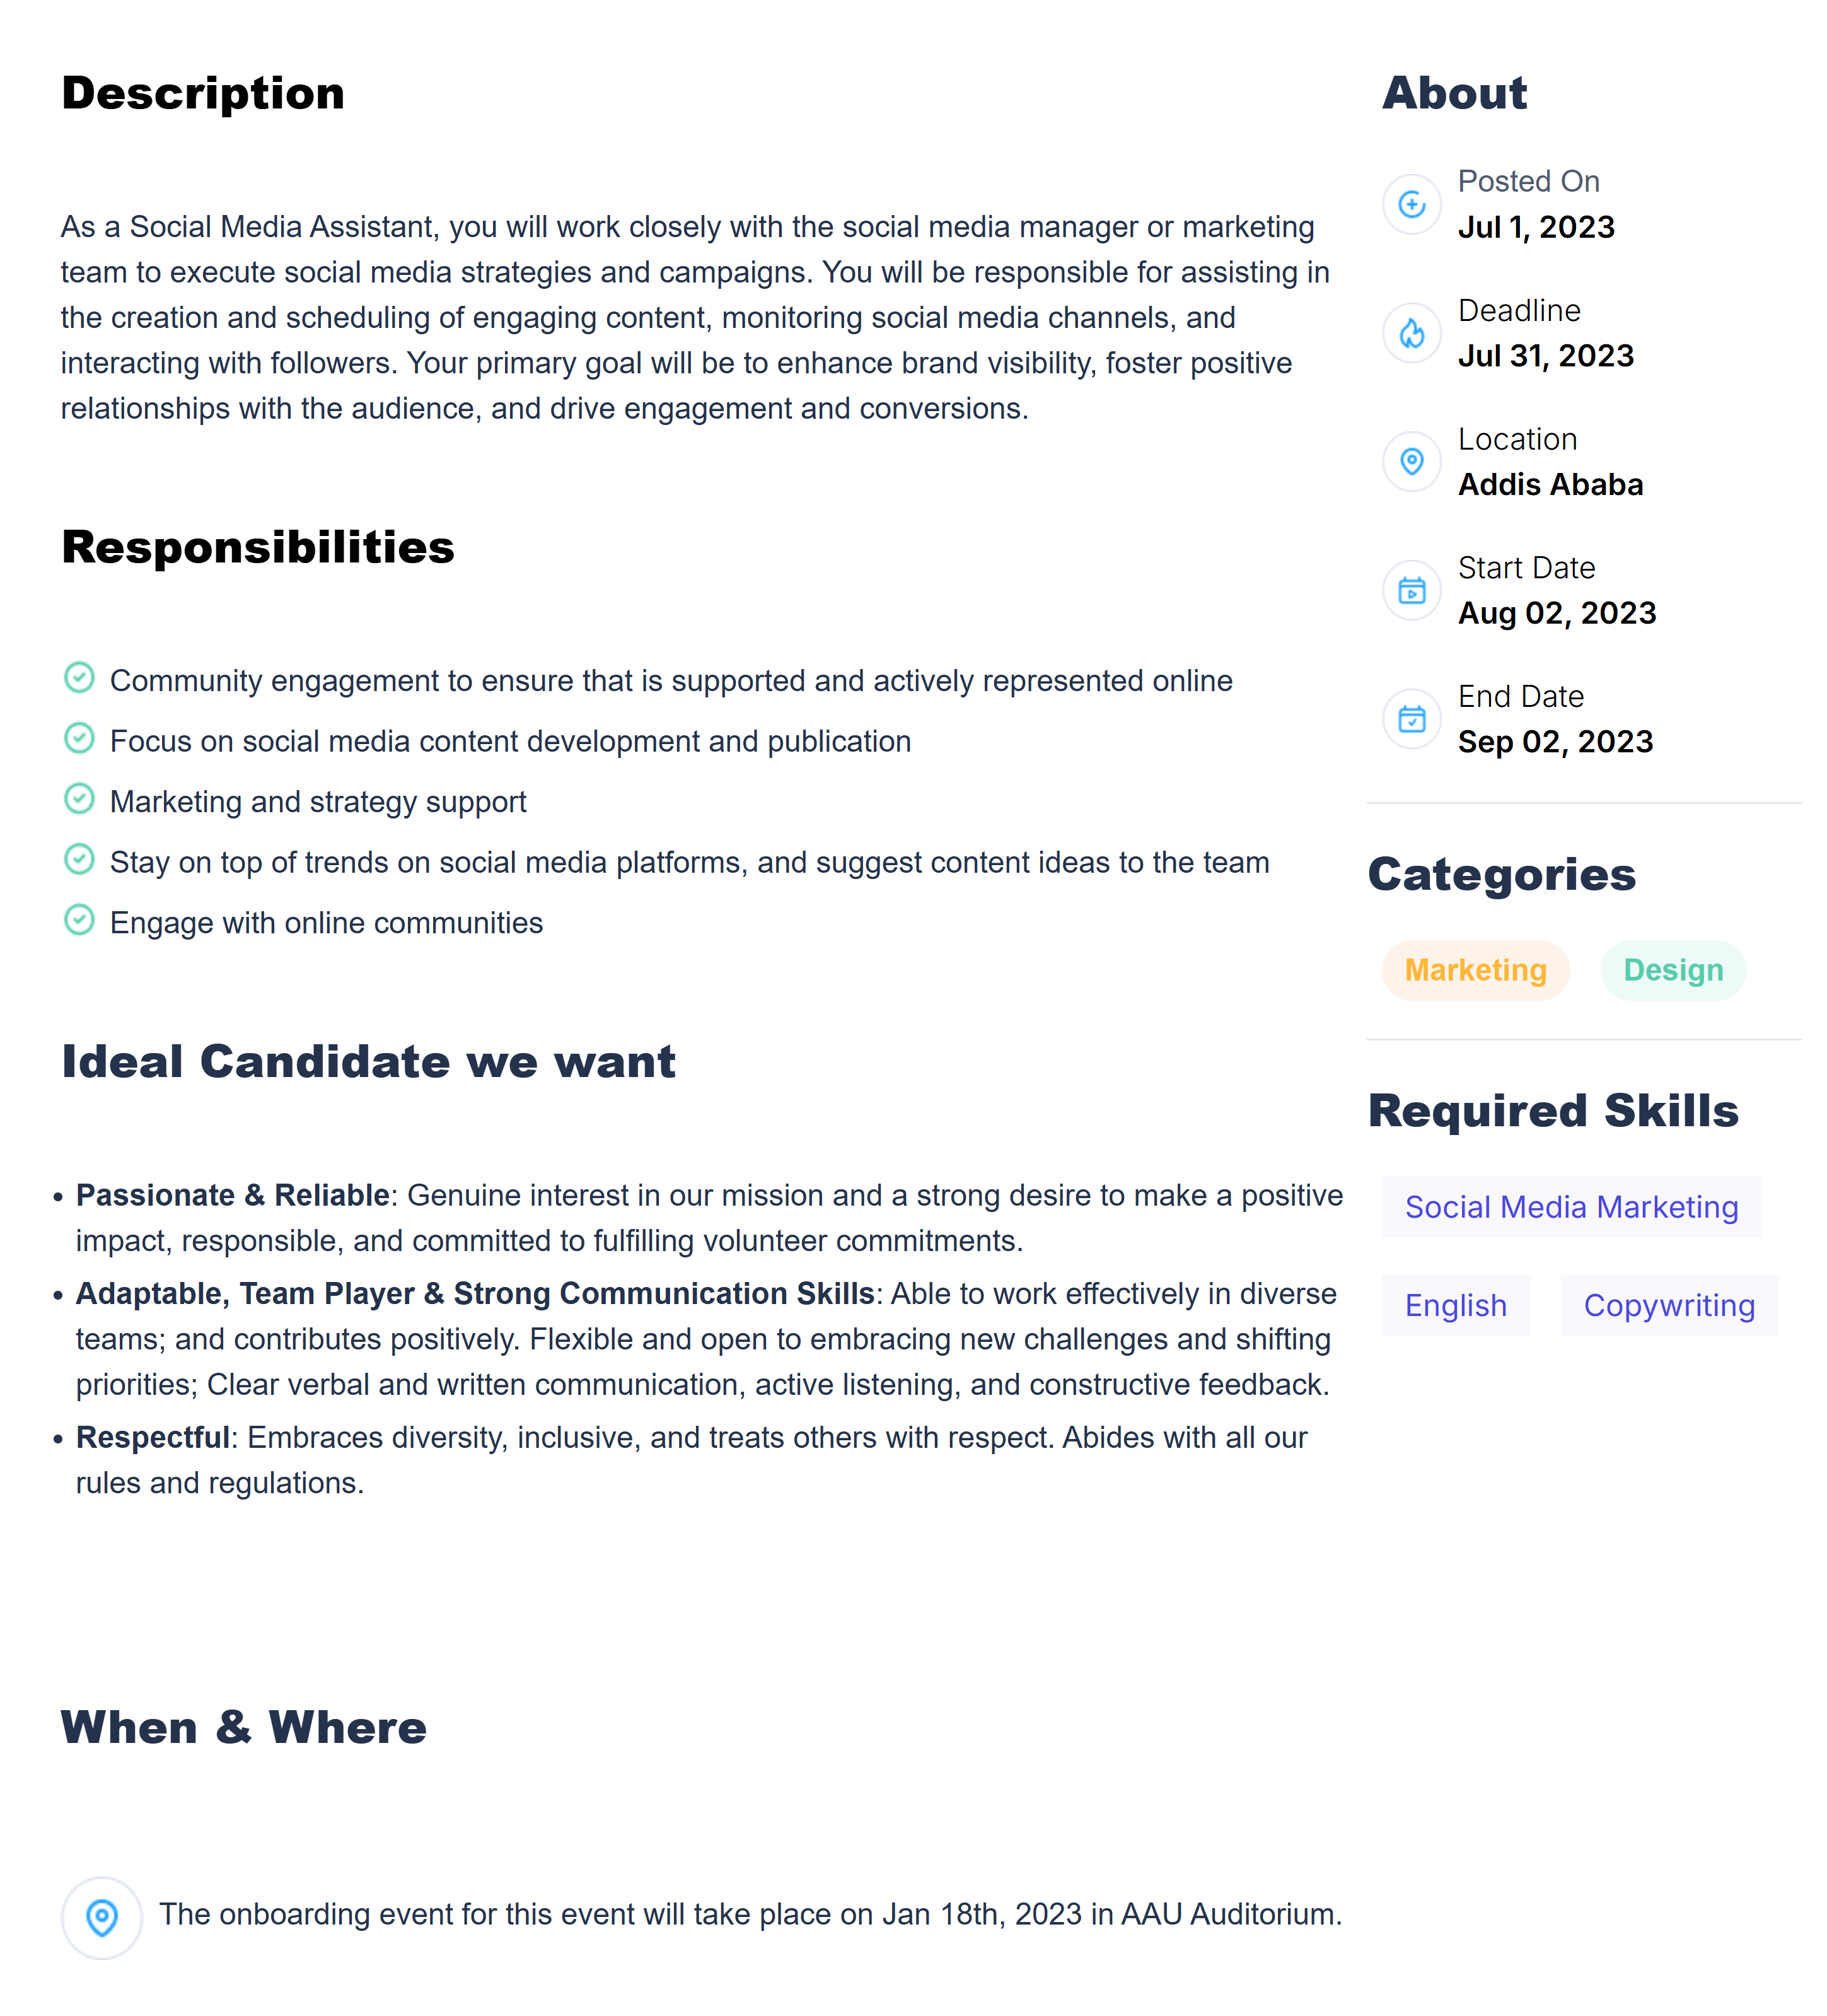 Description
As a Social Media Assistant, you will work closely with the social media manager or marketing
team to execute social media strategies and campaigns. You will be responsible for assisting in
the creation and scheduling of engaging content, monitoring social media channels, and
interacting with followers. Your primary goal will be to enhance brand visibility, foster positive
relationships with the audience, and drive engagement and conversions.
Responsibilities
Community engagement to ensure that is supported and actively represented online
Focus on social media content development and publication
Marketing and strategy support
Stay on top of trends on social media platforms, and suggest content ideas to the team
Engage with online communities
Ideal Candidate we want
• Passionate & Reliable: Genuine interest in our mission and a strong desire to make a positive
impact, responsible, and committed to fulfilling volunteer commitments.
• Adaptable, Team Player & Strong Communication Skills: Able to work effectively in diverse
teams; and contributes positively. Flexible and open to embracing new challenges and shifting
priorities; Clear verbal and written communication, active listening, and constructive feedback.
• Respectful: Embraces diversity, inclusive, and treats others with respect. Abides with all our
rules and regulations.
When & Where
The onboarding event for this event will take place on Jan 18th, 2023 in AAU Auditorium.
About
Posted On
Jul 1, 2023
Deadline
Jul 31, 2023
Location
Addis Ababa
Start Date
Aug 02, 2023
End Date
Sep 02, 2023
Categories
Marketing Design
Required Skills
Social Media Marketing
English Copywriting